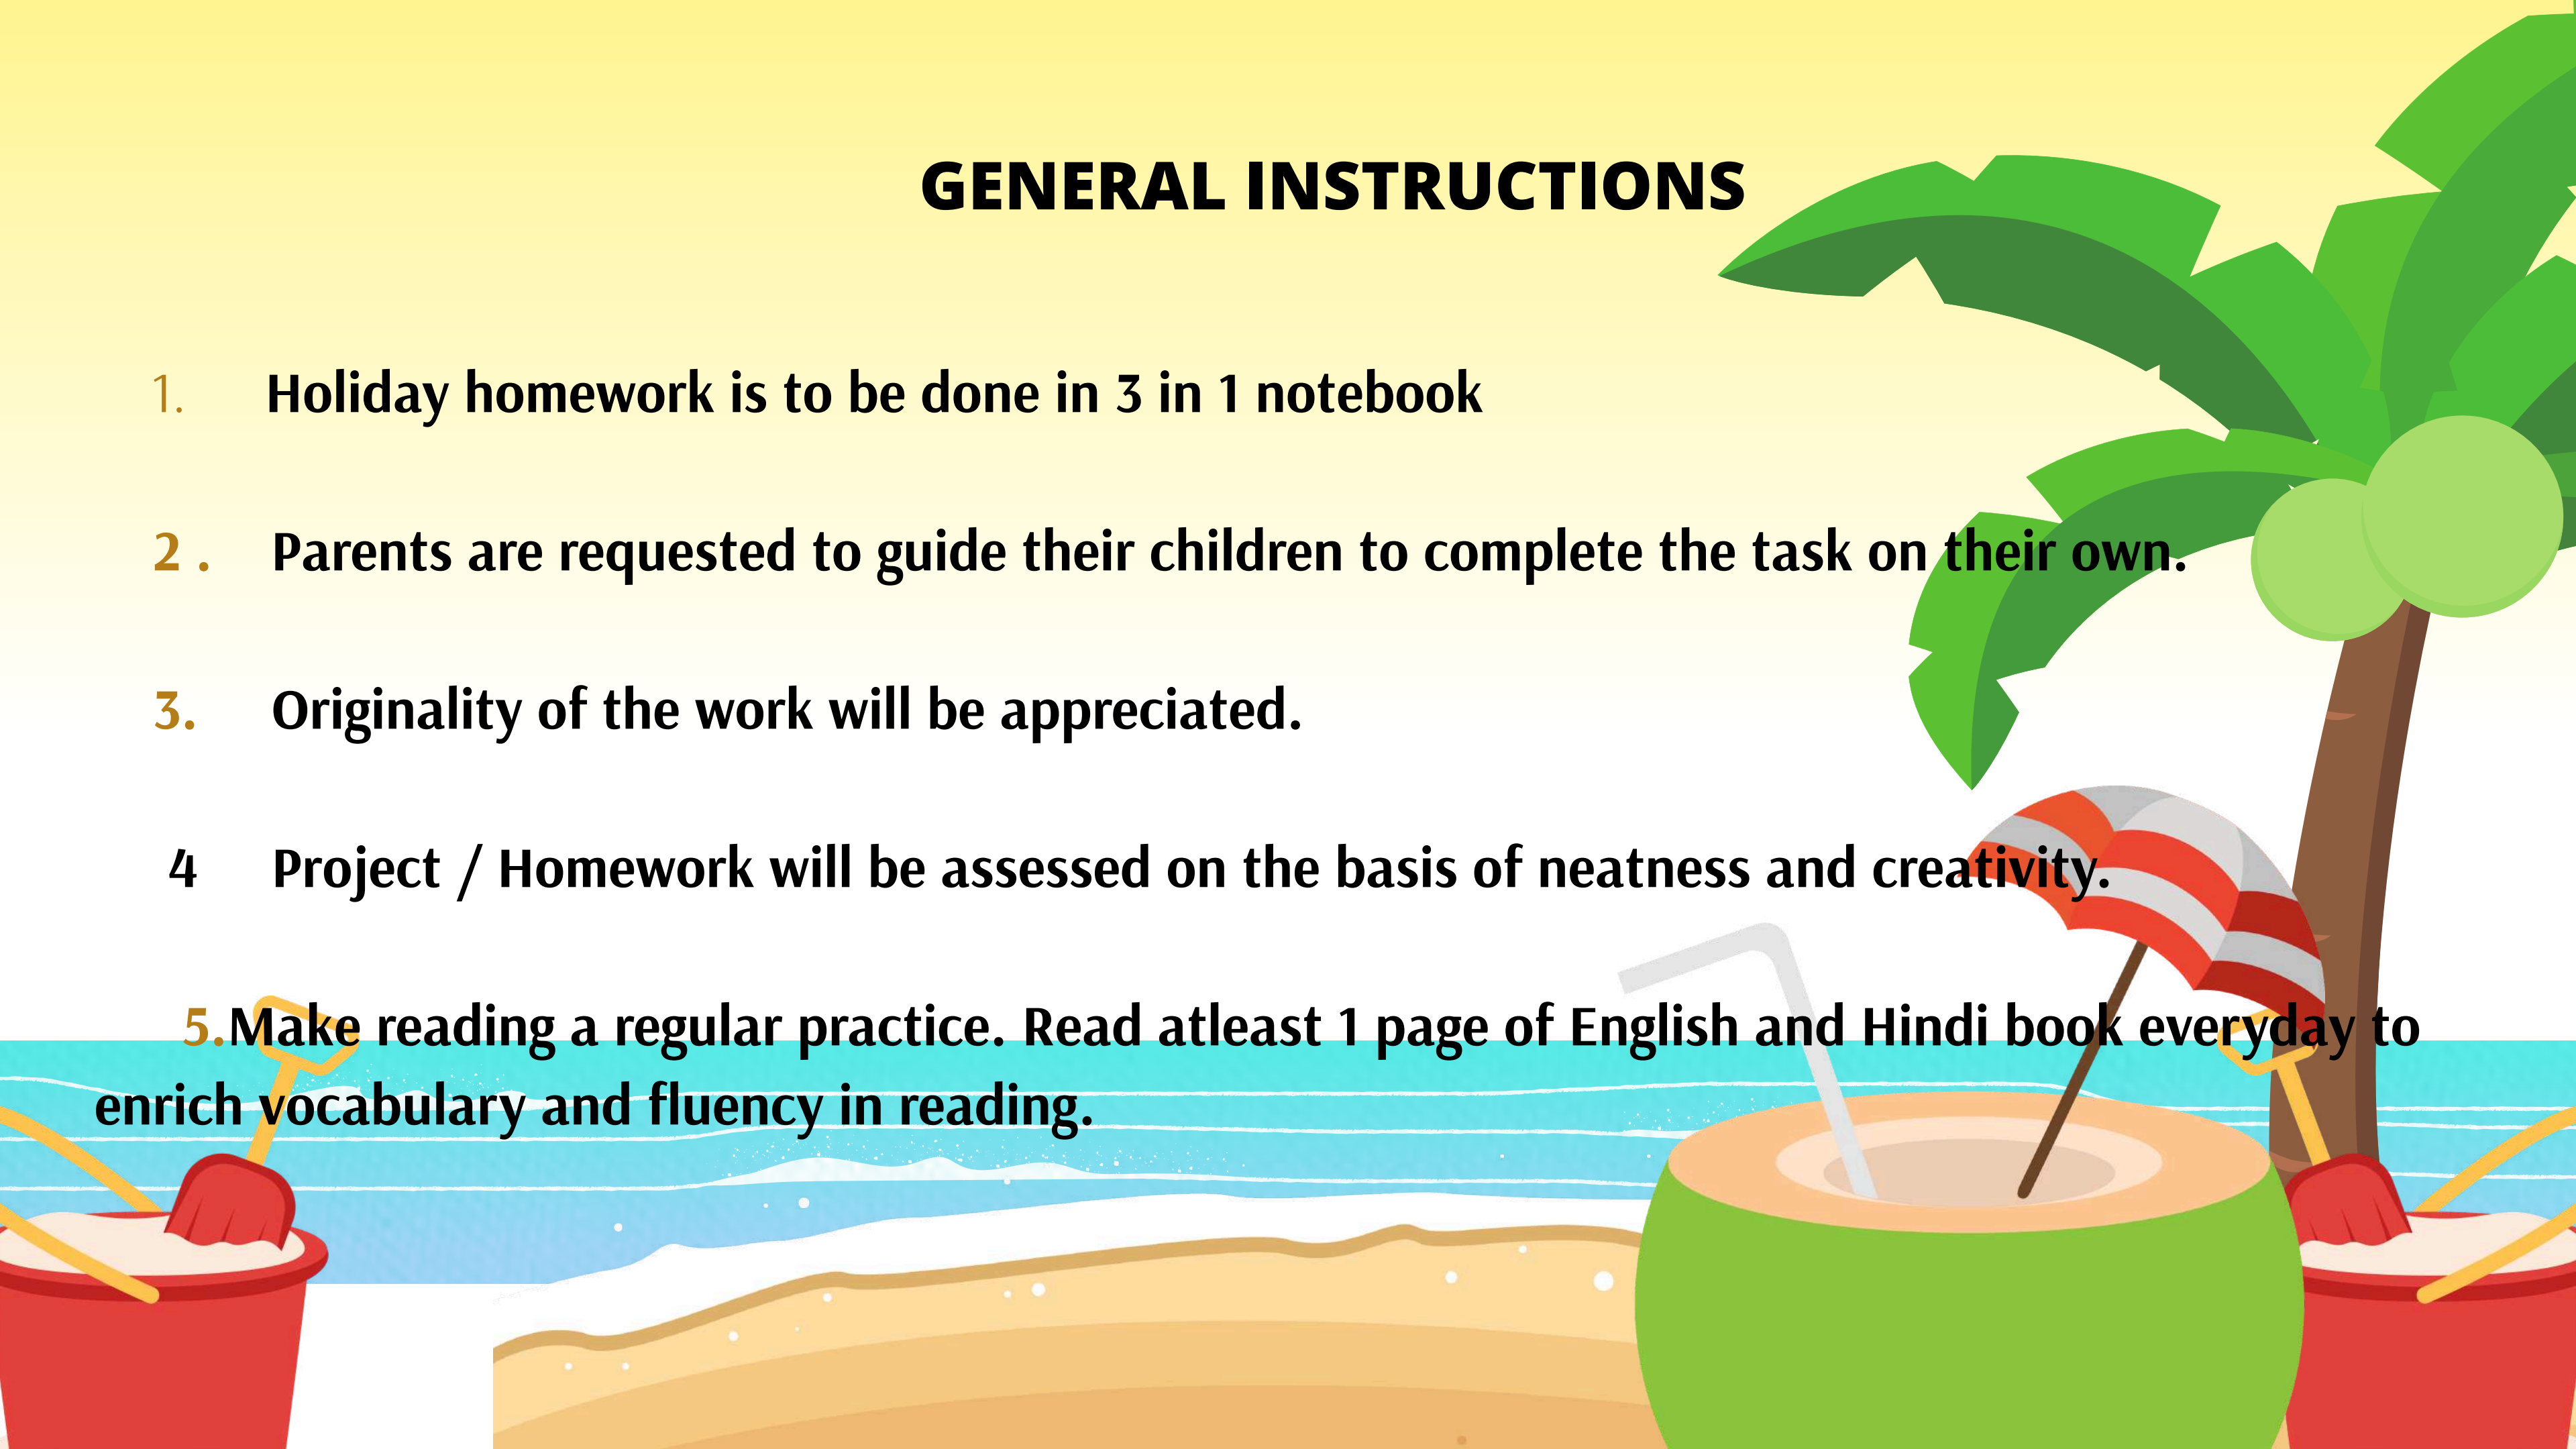 GENERAL INSTRUCTIONS
1. Holiday homework is to be done in 3 in 1 notebook
2 . Parents are requested to guide their children to complete the task on their own.
3. Originality of the work will be appreciated.
4 Project / Homework will be assessed on the basis of neatness and creativity.
5.Make reading a regular practice. Read atleast 1 page of English and Hindi book everyday to
enrich vocabulary and fluency in reading.